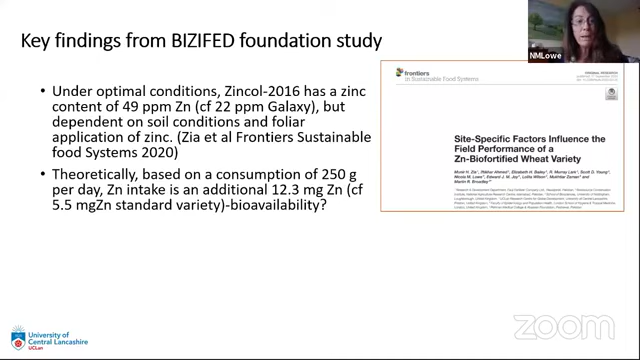 Key findings from BIZIFED foundation study
NMLowe
• Under optimal conditions, Zincol-2016 has a zinc
content of 49 ppm Zn (cf 22 ppm Galaxy), but
dependent on soil conditions and foliar
application of zinc. (Zia et al Frontiers Sustainable
food Systems 2020)
• Theoretically, based on a consumption of 250 g
per day, Zn intake is an additional 12.3 mg Zn (cf
5.5 mgZn standard variety)-bioavailability?
frontiers
in Sustainable Food Systems
ORIGINAL RESEARCH
Site-Specific Factors Influence the
Field Performance of a
Zn-Biofortified Wheat Variety
University of
Central Lancashire
UCLan
zoom